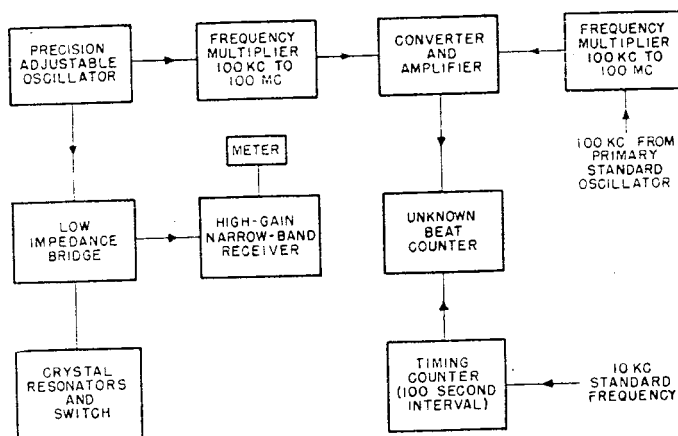 PRECISION
ADJUSTABLE
OSCILLATOR
FREQUENCY
MULTIPLIER
100 KC TO
100 MC
CONVERTER
AND
AMPLIFIER
FREQUENCY
MULTIPLIER
100 KC TO
100 MC
100 KC FROM
PRIMARY
STANDARD
OSCILLATOR
METER
LOW
IMPEDANCE
BRIDGE
HIGH-GAIN
NARROW-BAND
RECEIVER
UNKNOWN
BEAT
COUNTER
CRYSTAL
RESONATORS
AND
SWITCH
TIMING
COUNTER
(100 SECOND
INTERVAL)
10 KC
STANDARD
FREQUENCY